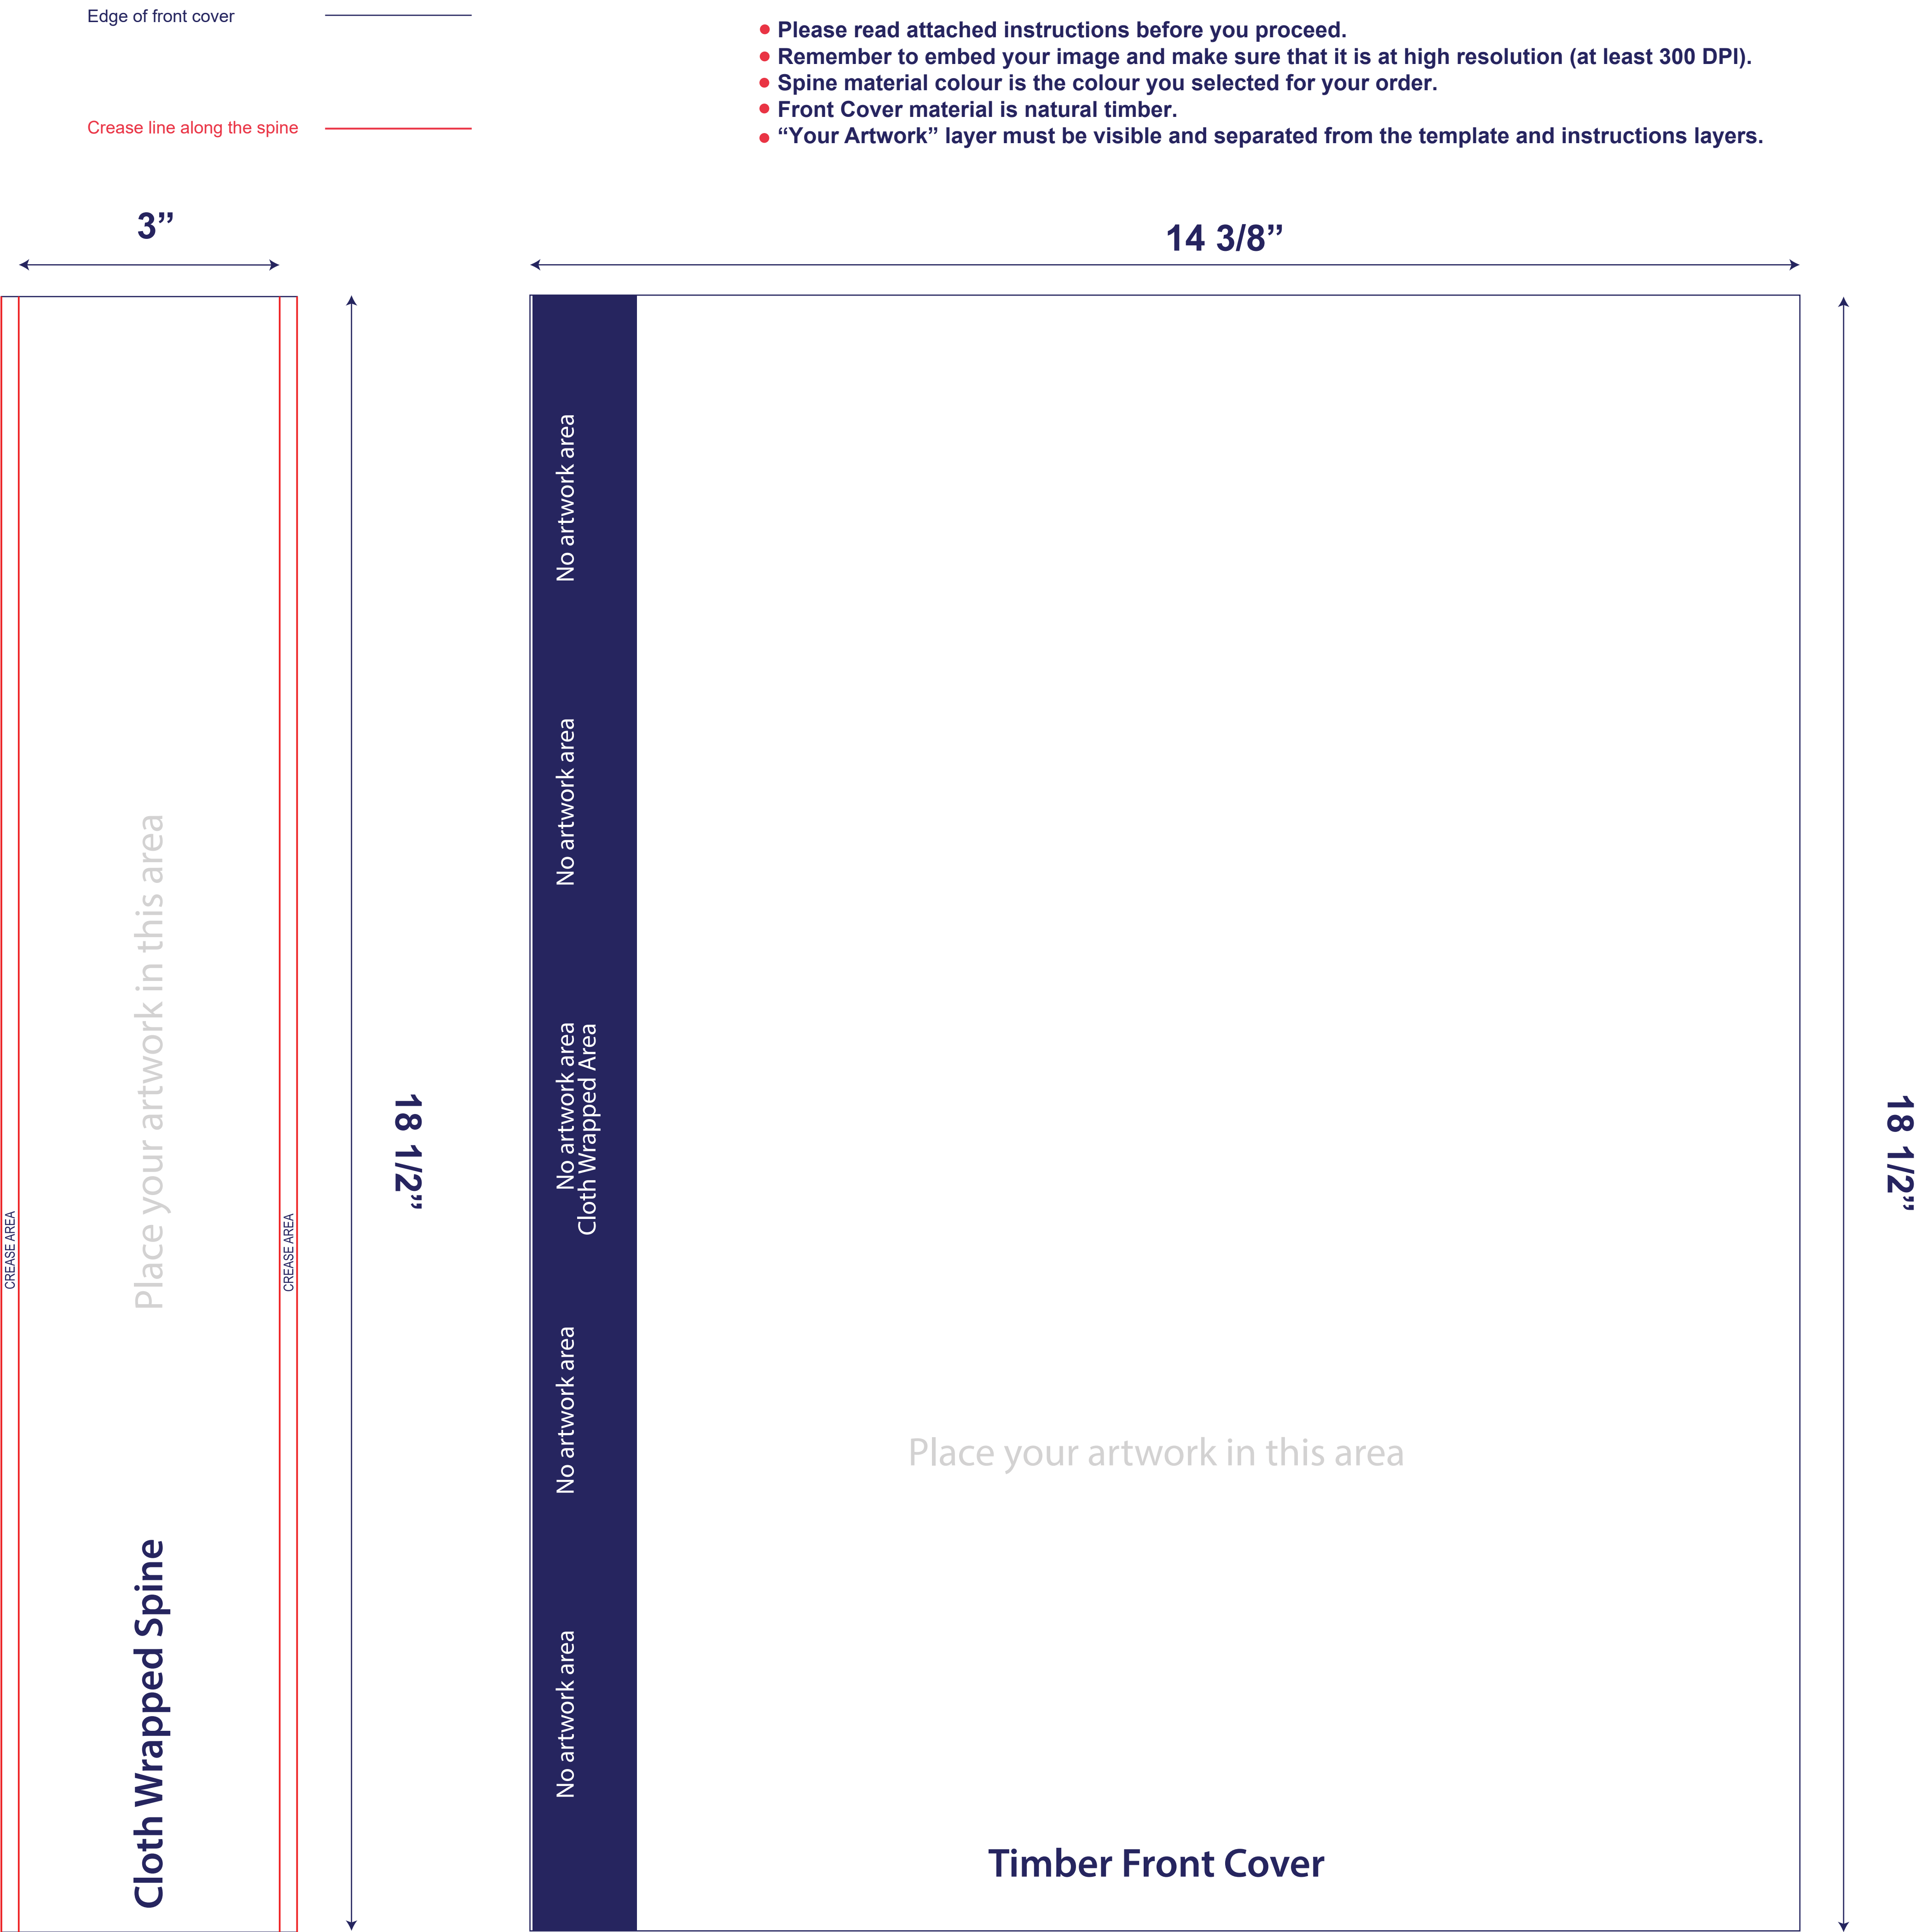 Edge of front cover
Crease line along the spine
Please read attached instructions before you proceed.
Remember to embed your image and make sure that it is at high resolution (at least 300 DPI).
Spine material colour is the colour you selected for your order.
Front Cover material is natural timber.
“Your Artwork” layer must be visible and separated from the template and instructions layers.
3”
14 3/8”
CREASE AREA
Place your artwork in this area
Cloth Wrapped Spine
CREASE AREA
18 1/2”
No artwork area
No artwork area
No artwork area
Cloth Wrapped Area
No artwork area
No artwork area
Place your artwork in this area
Timber Front Cover
18 1/2”